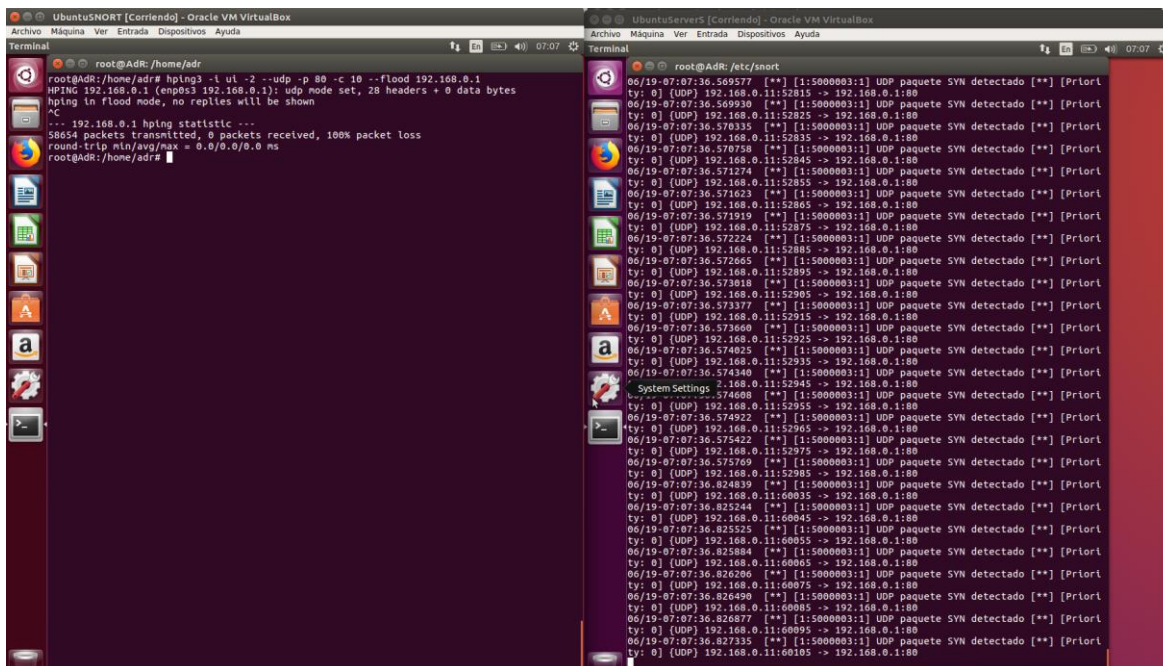 UbuntuSNORT [Corriendo] - Oracle VM VirtualBox
Archivo Máquina Ver Entrada Dispositivos Ayuda
Terminal
En
07:07
root@AdR: /home/adr
root@AdR:/home/adr# hping3 -i ui -2 --udp -p 80 -c 10 --flood 192.168.0.1
HPING 192.168.0.1 (enp0s3 192.168.0.1): udp mode set, 28 headers + 0 data bytes
hping in flood mode, no replies will be shown
^C
--- 192.168.0.1 hping statistic ---
58654 packets transmitted, 0 packets received, 100% packet loss
round-trip min/avg/max = 0.0/0.0/0.0 ms
root@AdR:/home/adr#
UbuntuServerS [Corriendo] - Oracle VM VirtualBox
Archivo Máquina Ver Entrada Dispositivos Ayuda
Terminal
En
07:07
root@AdR: /etc/snort
06/19-07:07:36.569577 [**] [1:5000003:1] UDP paquete SYN detectado [**] [Priori
ty: 0] {UDP} 192.168.0.11:52815 -> 192.168.0.1:80
06/19-07:07:36.569930 [**] [1:5000003:1] UDP paquete SYN detectado [**] [Priori
ty: 0] {UDP} 192.168.0.11:52825 -> 192.168.0.1:80
06/19-07:07:36.570335 [**] [1:5000003:1] UDP paquete SYN detectado [**] [Priori
ty: 0] {UDP} 192.168.0.11:52835 -> 192.168.0.1:80
06/19-07:07:36.570758 [**] [1:5000003:1] UDP paquete SYN detectado [**] [Priori
ty: 0] {UDP} 192.168.0.11:52845 -> 192.168.0.1:80
06/19-07:07:36.571274 [**] [1:5000003:1] UDP paquete SYN detectado [**] [Priori
ty: 0] {UDP} 192.168.0.11:52855 -> 192.168.0.1:80
06/19-07:07:36.571623 [**] [1:5000003:1] UDP paquete SYN detectado [**] [Priori
ty: 0] {UDP} 192.168.0.11:52865 -> 192.168.0.1:80
06/19-07:07:36.571919 [**] [1:5000003:1] UDP paquete SYN detectado [**] [Priori
ty: 0] {UDP} 192.168.0.11:52875 -> 192.168.0.1:80
06/19-07:07:36.572224 [**] [1:5000003:1] UDP paquete SYN detectado [**] [Priori
ty: 0] {UDP} 192.168.0.11:52885 -> 192.168.0.1:80
06/19-07:07:36.572665 [**] [1:5000003:1] UDP paquete SYN detectado [**] [Priori
ty: 0] {UDP} 192.168.0.11:52895 -> 192.168.0.1:80
06/19-07:07:36.573018 [**] [1:5000003:1] UDP paquete SYN detectado [**] [Priori
ty: 0] {UDP} 192.168.0.11:52905 -> 192.168.0.1:80
06/19-07:07:36.573377 [**] [1:5000003:1] UDP paquete SYN detectado [**] [Priori
ty: 0] {UDP} 192.168.0.11:52915 -> 192.168.0.1:80
06/19-07:07:36.573660 [**] [1:5000003:1] UDP paquete SYN detectado [**] [Priori
ty: 0] {UDP} 192.168.0.11:52925 -> 192.168.0.1:80
06/19-07:07:36.574025 [**] [1:5000003:1] UDP paquete SYN detectado [**] [Priori
ty: 0] {UDP} 192.168.0.11:52935 -> 192.168.0.1:80
06/19-07:07:36.574340 [**] [1:5000003:1] UDP paquete SYN detectado [**] [Priori
System Settings
2.168.0.11:52945 -> 192.168.0.1:80
574608 [**] [1:5000003:1] UDP paquete SYN detectado [**] [Priori
ty: 0] {UDP} 192.168.0.11:52955 -> 192.168.0.1:80
06/19-07:07:36.574922 [**] [1:5000003:1] UDP paquete SYN detectado [**] [Priori
ty: 0] {UDP} 192.168.0.11:52965 -> 192.168.0.1:80
06/19-07:07:36.575422 [**] [1:5000003:1] UDP paquete SYN detectado [**] [Priori
ty: 0] {UDP} 192.168.0.11:52975 -> 192.168.0.1:80
06/19-07:07:36.575769 [**] [1:5000003:1] UDP paquete SYN detectado [**] [Priori
ty: 0] {UDP} 192.168.0.11:52985 -> 192.168.0.1:80
06/19-07:07:36.824839 [**] [1:5000003:1] UDP paquete SYN detectado [**] [Priori
ty: 0] {UDP} 192.168.0.11:60035 -> 192.168.0.1:80
06/19-07:07:36.825244 [**] [1:5000003:1] UDP paquete SYN detectado [**] [Priori
ty: 0] {UDP} 192.168.0.11:60045 -> 192.168.0.1:80
06/19-07:07:36.825525 [**] [1:5000003:1] UDP paquete SYN detectado [**] [Priori
ty: 0] {UDP} 192.168.0.11:60055 -> 192.168.0.1:80
06/19-07:07:36.825884 [**] [1:5000003:1] UDP paquete SYN detectado [**] [Priori
ty: 0] {UDP} 192.168.0.11:60065 -> 192.168.0.1:80
06/19-07:07:36.826206 [**] [1:5000003:1] UDP paquete SYN detectado [**] [Priori
ty: 0] {UDP} 192.168.0.11:60075 -> 192.168.0.1:80
06/19-07:07:36.826490 [**] [1:5000003:1] UDP paquete SYN detectado [**] [Priori
ty: 0] {UDP} 192.168.0.11:60085 -> 192.168.0.1:80
06/19-07:07:36.826877 [**] [1:5000003:1] UDP paquete SYN detectado [**] [Priori
ty: 0] {UDP} 192.168.0.11:60095 -> 192.168.0.1:80
06/19-07:07:36.827335 [**] [1:5000003:1] UDP paquete SYN detectado [**] [Priori
ty: 0] {UDP} 192.168.0.11:60105 -> 192.168.0.1:80